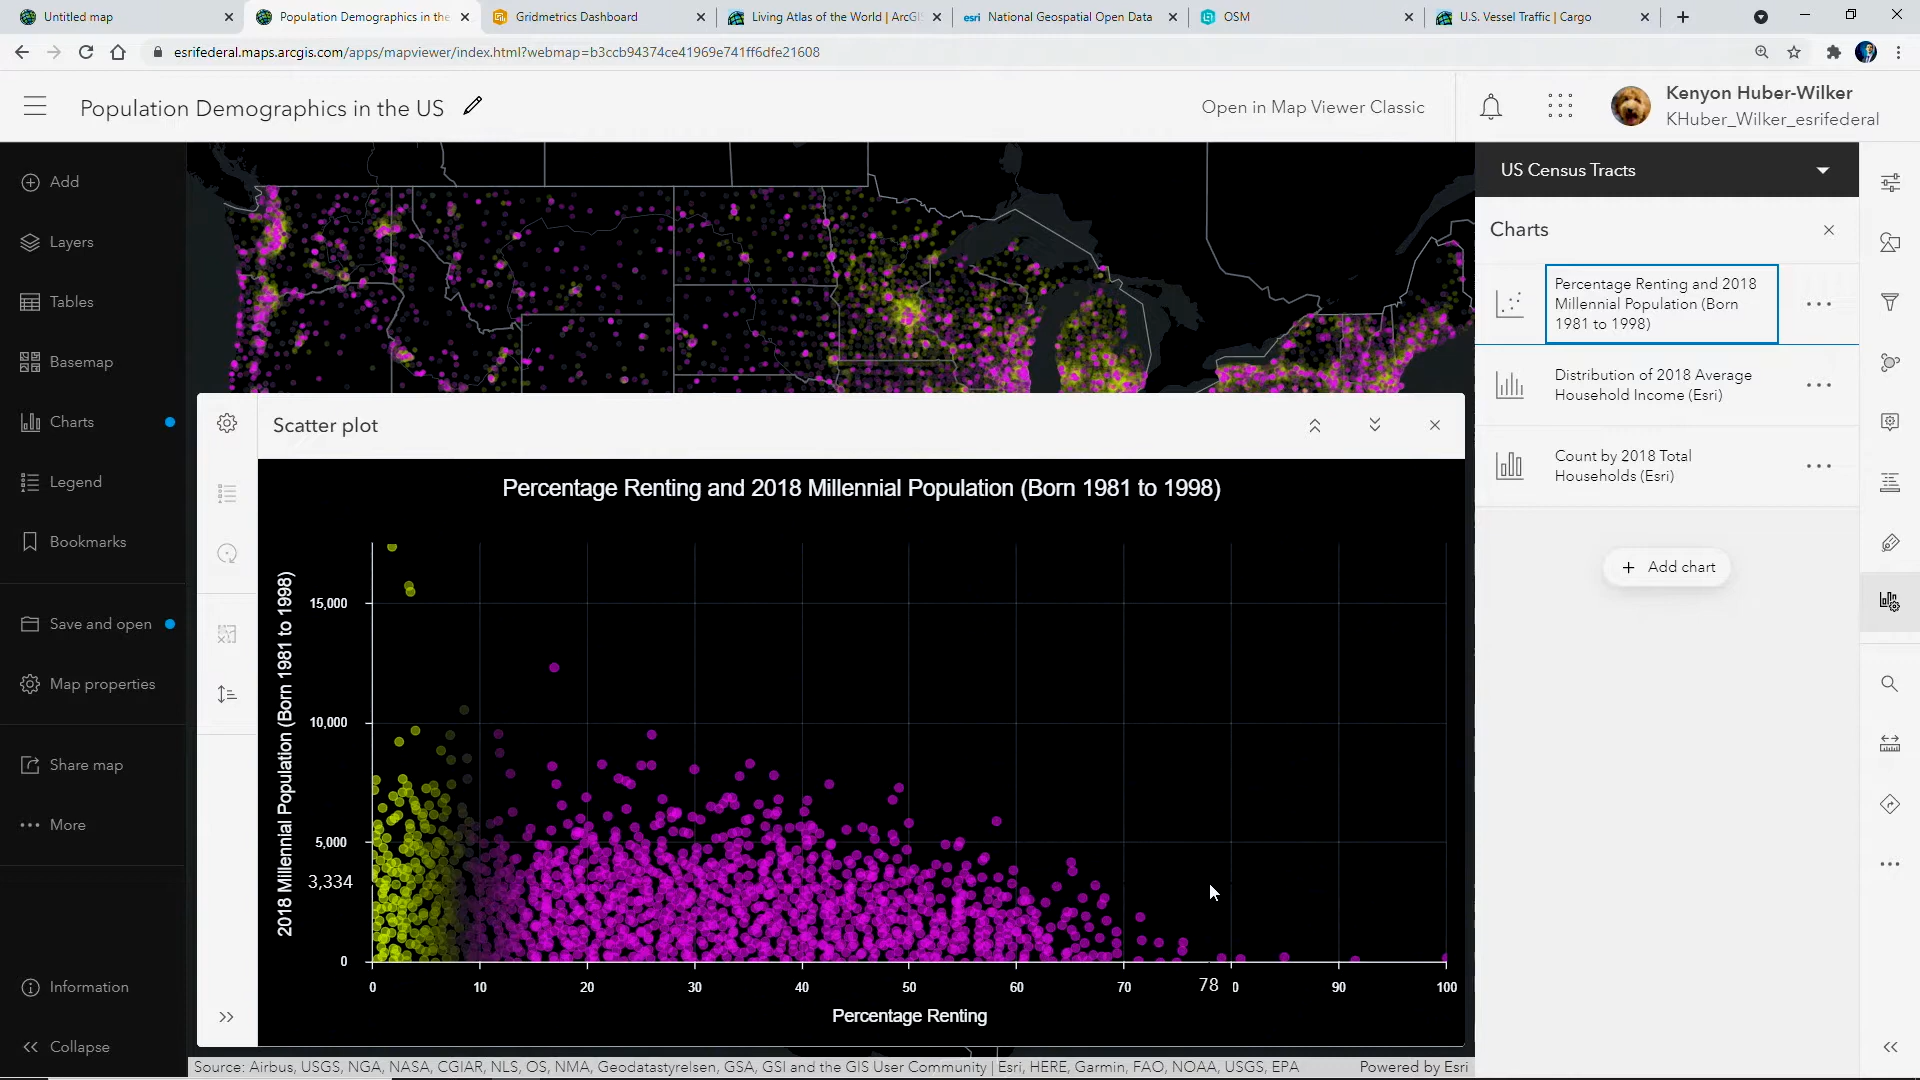 Untitled map
Population Demographics in the
Gridmetrics Dashboard
Living Atlas of the World | ArcGIS
esri National Geospatial Open Data
OSM
U.S. Vessel Traffic | Cargo
esrifederal.maps.arcgis.com/apps/mapviewer/index.html?webmap=b3ccb94374ce41969e741ff6dfe21608
Population Demographics in the US
Open in Map Viewer Classic
Kenyon Huber-Wilker
KHuber_Wilker_esrifederal
Add
Layers
Tables
Basemap
Charts
Legend
Bookmarks
Save and open
Map properties
Share map
More
Information
Collapse
Scatter plot
Percentage Renting and 2018 Millennial Population (Born 1981 to 1998)
2018 Millennial Population (Born 1981 to 1998)
15,000
10,000
5,000
3,334
0
0 10 20 30 40 50 60 70 78 0 90 100
Percentage Renting
Source: Airbus, USGS, NGA, NASA, CGIAR, NLS, OS, NMA, Geodatastyrelsen, GSA, GSI and the GIS User Community | Esri, HERE, Garmin, FAO, NOAA, USGS, EPA
Powered by Esri
US Census Tracts
Charts
Percentage Renting and 2018
Millennial Population (Born
1981 to 1998)
Distribution of 2018 Average
Household Income (Esri)
Count by 2018 Total
Households (Esri)
+ Add chart